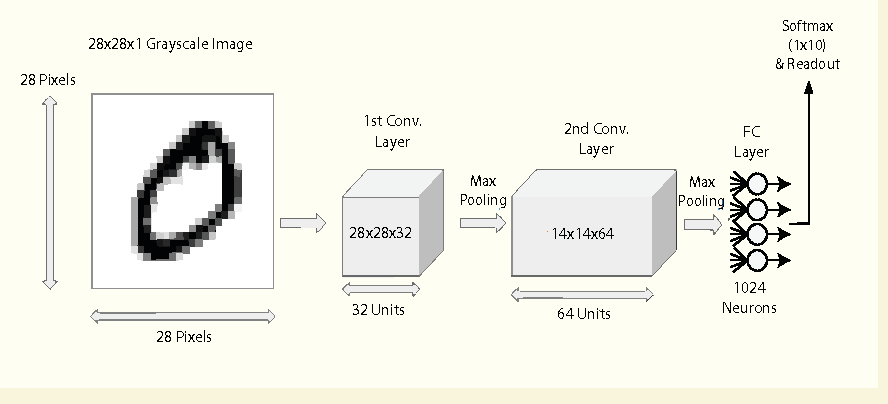 28x28x1 Grayscale Image
28 Pixels
28 Pixels
1st Conv.
Layer
28x28x32
32 Units
Max
Pooling
2nd Conv.
Layer
14x14x64
64 Units
Max
Pooling
FC
Layer
1024
Neurons
Softmax
(1x10)
& Readout